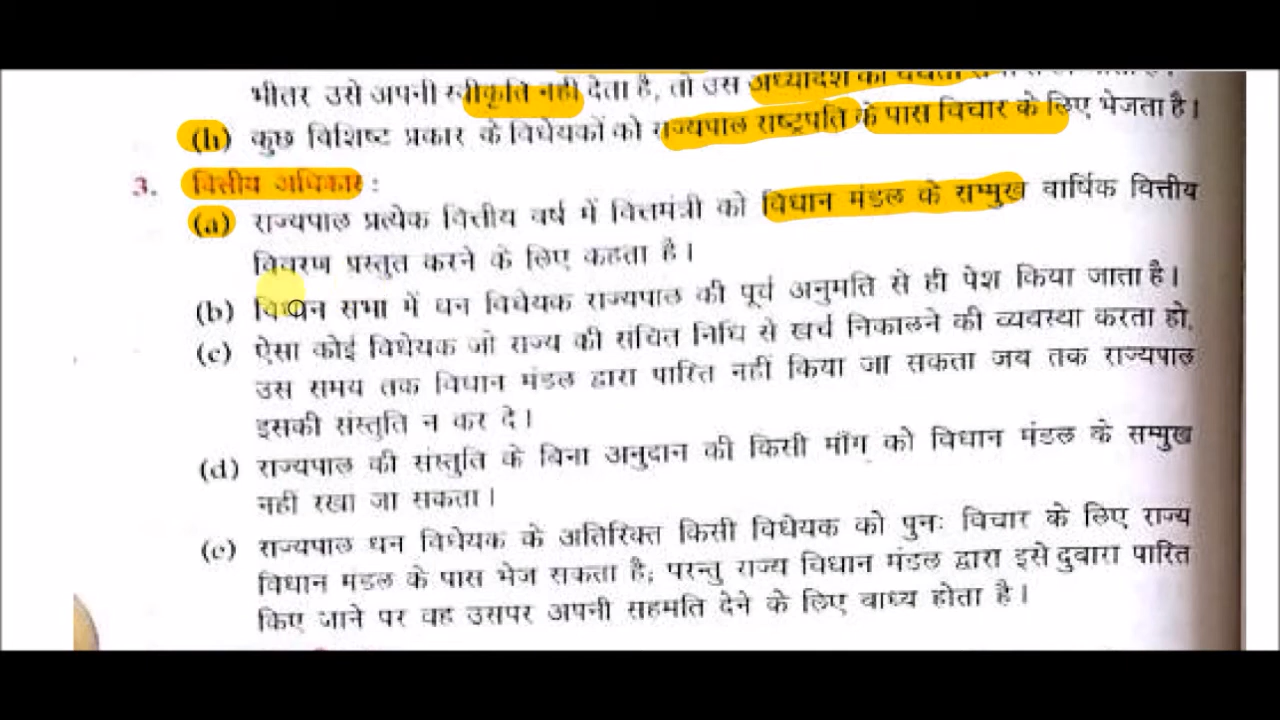 भीतर उसे अपनी स्वीकृति नही देता है, तो उस अध्यादेश की वैधता
(h) कुछ विशिष्ट प्रकार के विधेयकों को राज्यपाल राष्ट्रपति के पास विचार के लिए भेजता है।
3. वित्तीय अधिकार :
(a) राज्यपाल प्रत्येक वित्तीय वर्ष में वित्तमंत्री को विधान मंडल के सम्मुख वार्षिक वित्तीय
विवरण प्रस्तुत करने के लिए कहता है।
(b) विधान सभा में धन विधेयक राज्यपाल की पूर्व अनुमति से ही पेश किया जाता है।
(c) ऐसा कोई विधेयक जो राज्य की संचित निधि से खर्च निकालने की व्यवस्था करता हो,
उस समय तक विधान मंडल द्वारा पारित नहीं किया जा सकता जब तक राज्यपाल
इसकी संस्तुति न कर दे।
(d) राज्यपाल की संस्तुति के बिना अनुदान की किसी माँग को विधान मंडल के सम्मुख
नहीं रखा जा सकता।
(e) राज्यपाल धन विधेयक के अतिरिक्त किसी विधेयक को पुनः विचार के लिए राज्य
विधान मंडल के पास भेज सकता है; परन्तु राज्य विधान मंडल द्वारा इसे दुबारा पारित
किए जाने पर वह उसपर अपनी सहमति देने के लिए बाध्य होता है।